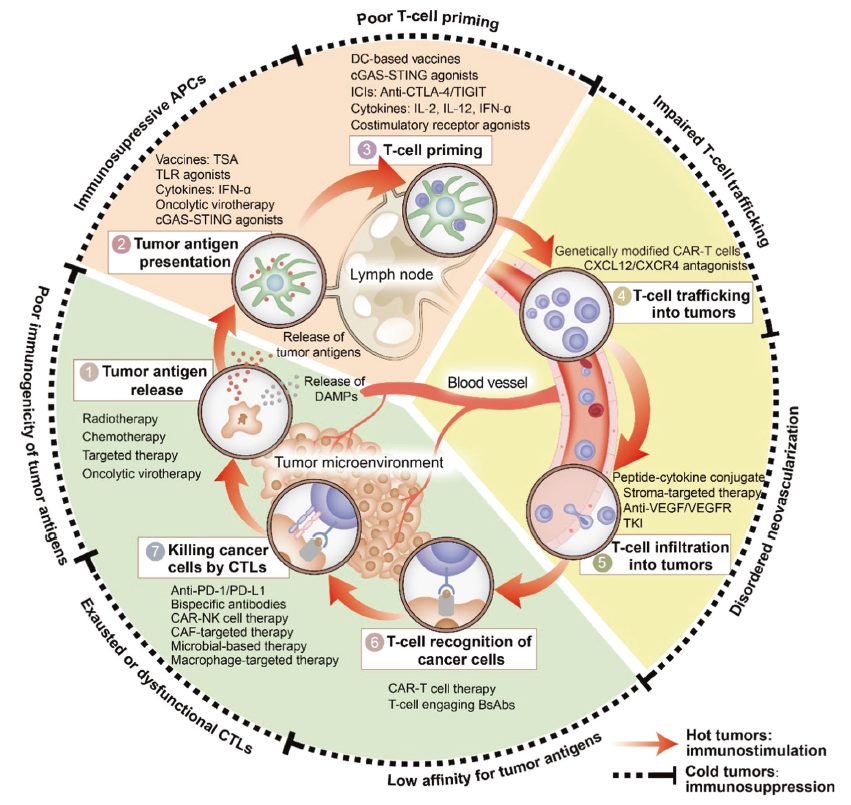 Poor T-cell priming
Immunosupressive APCs
Impaired T-cell trafficking
DC-based vaccines
cGAS-STING agonists
ICIs: Anti-CTLA-4/TIGIT
Cytokines: IL-2, IL-12, IFN-α
Costimulatory receptor agonists
3 T-cell priming
Vaccines: TSA
TLR agonists
Cytokines: IFN-α
Oncolytic virotherapy
cGAS-STING agonists
2 Tumor antigen
presentation
Lymph node
Genetically modified CAR-T cells
CXCL12/CXCR4 antagonists
4 T-cell trafficking
into tumors
Release of
tumor antigens
Poor immunogenicity of tumor antigens
1 Tumor antigen
release
Release of
DAMPs
Blood vessel
Radiotherapy
Chemotherapy
Targeted therapy
Oncolytic virotherapy
Tumor microenvironment
Disordered neovascularization
Peptide-cytokine conjugate
Stroma-targeted therapy
Anti-VEGF/VEGFR
TKI
5 T-cell infiltration
into tumors
7 Killing cancer
cells by CTLs
Anti-PD-1/PD-L1
Bispecific antibodies
CAR-NK cell therapy
CAF-targeted therapy
Microbial-based therapy
Macrophage-targeted therapy
6 T-cell recognition of
cancer cells
CAR-T cell therapy
T-cell engaging BsAbs
Exausted or dysfunctional CTLs
Low affinity for tumor antigens
Hot tumors:
immunostimulation
Cold tumors:
immunosuppression